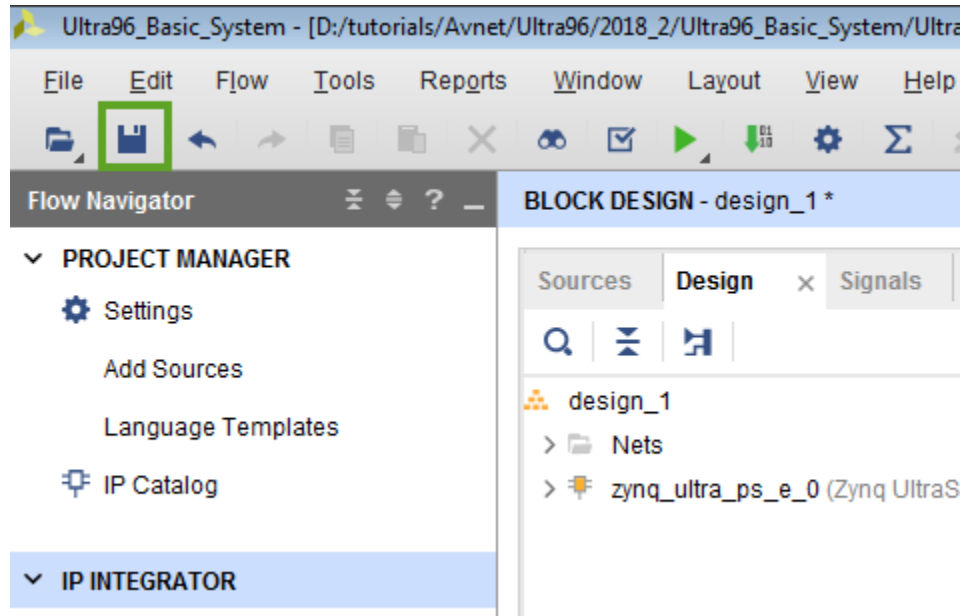 Ultra96_Basic_System - [D:/tutorials/Avnet/Ultra96/2018_2/Ultra96_Basic_System/Ultra
File Edit Flow Tools Reports Window Layout View Help
01
10
Flow Navigator ? _
BLOCK DESIGN - design_1 *
PROJECT MANAGER
Settings
Add Sources
Language Templates
IP Catalog
IP INTEGRATOR
Sources Design × Signals
design_1
Nets
zynq_ultra_ps_e_0 (Zynq UltraS